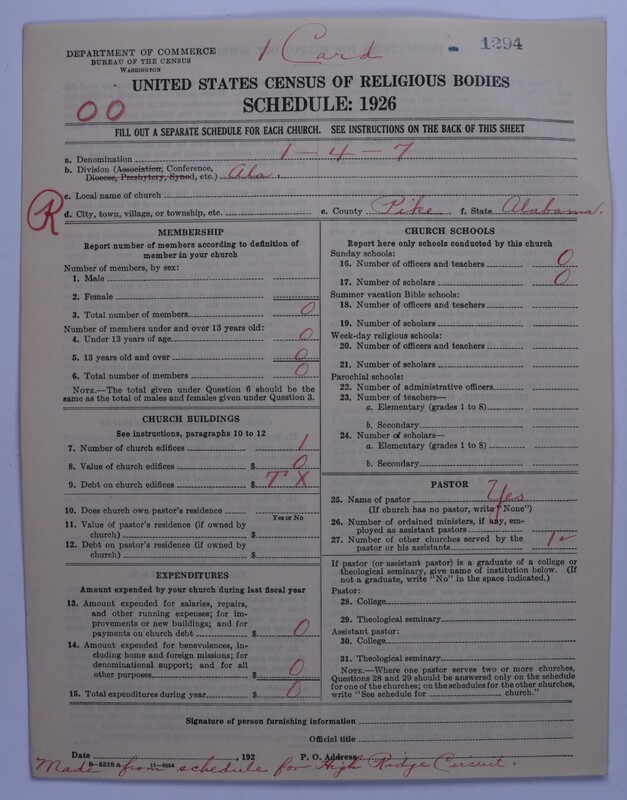 1 Card
1294
DEPARTMENT OF COMMERCE
BUREAU OF THE CENSUS
WASHINGTON
UNITED STATES CENSUS OF RELIGIOUS BODIES
SCHEDULE: 1926
00
FILL OUT A SEPARATE SCHEDULE FOR EACH CHURCH. SEE INSTRUCTIONS ON THE BACK OF THIS SHEET
a. Denomination 1-4-7
b. Division (Association, Conference, Diocese, Presbytery, Synod, etc.) Ala.
c. Local name of church
R
d. City, town, village, or township, etc. e. County Pike f. State Alabama.
MEMBERSHIP
Report number of members according to definition of
member in your church
Number of members, by sex:
1. Male
2. Female
3. Total number of members 0
Number of members under and over 13 years old:
4. Under 13 years of age 0
5. 13 years old and over 0
6. Total number of members 0
NOTE.—The total given under Question 6 should be the
same as the total of males and females given under Question 3.
CHURCH BUILDINGS
See instructions, paragraphs 10 to 12
7. Number of church edifices 1
8. Value of church edifices $ 0
9. Debt on church edifices $ T X
10. Does church own pastor's residence
Yes or No
11. Value of pastor's residence (if owned by
church) $
12. Debt on pastor's residence (if owned by
church) $
EXPENDITURES
Amount expended by your church during last fiscal year
13. Amount expended for salaries, repairs,
and other running expenses; for im-
provements or new buildings; and for
payments on church debt $ 0
14. Amount expended for benevolences, in-
cluding home and foreign missions; for
denominational support; and for all
other purposes $ 0
15. Total expenditures during year $ 0
CHURCH SCHOOLS
Report here only schools conducted by this church
Sunday schools:
16. Number of officers and teachers 0
17. Number of scholars 0
Summer vacation Bible schools:
18. Number of officers and teachers
19. Number of scholars
Week-day religious schools:
20. Number of officers and teachers
21. Number of scholars
Parochial schools:
22. Number of administrative officers
23. Number of teachers—
a. Elementary (grades 1 to 8)
b. Secondary
24. Number of scholars—
a. Elementary (grades 1 to 8)
b. Secondary
PASTOR
25. Name of pastor Yes
(If church has no pastor, write "None")
26. Number of ordained ministers, if any, em-
ployed as assistant pastors
27. Number of other churches served by the
pastor or his assistants
If pastor (or assistant pastor) is a graduate of a college or
theological seminary, give name of institution below. (If
not a graduate, write "No" in the space indicated.)
Pastor:
28. College
29. Theological seminary
Assistant pastor:
30. College
31. Theological seminary
NOTE.—Where one pastor serves two or more churches,
Questions 28 and 29 should be answered only on the schedule
for one of the churches; on the schedules for the other churches,
write "See schedule for church."
Signature of person furnishing information
Official title
Date , 192 P. O. Address
8—5519 a 11—6284
Made from schedule for High Ridge Circuit.